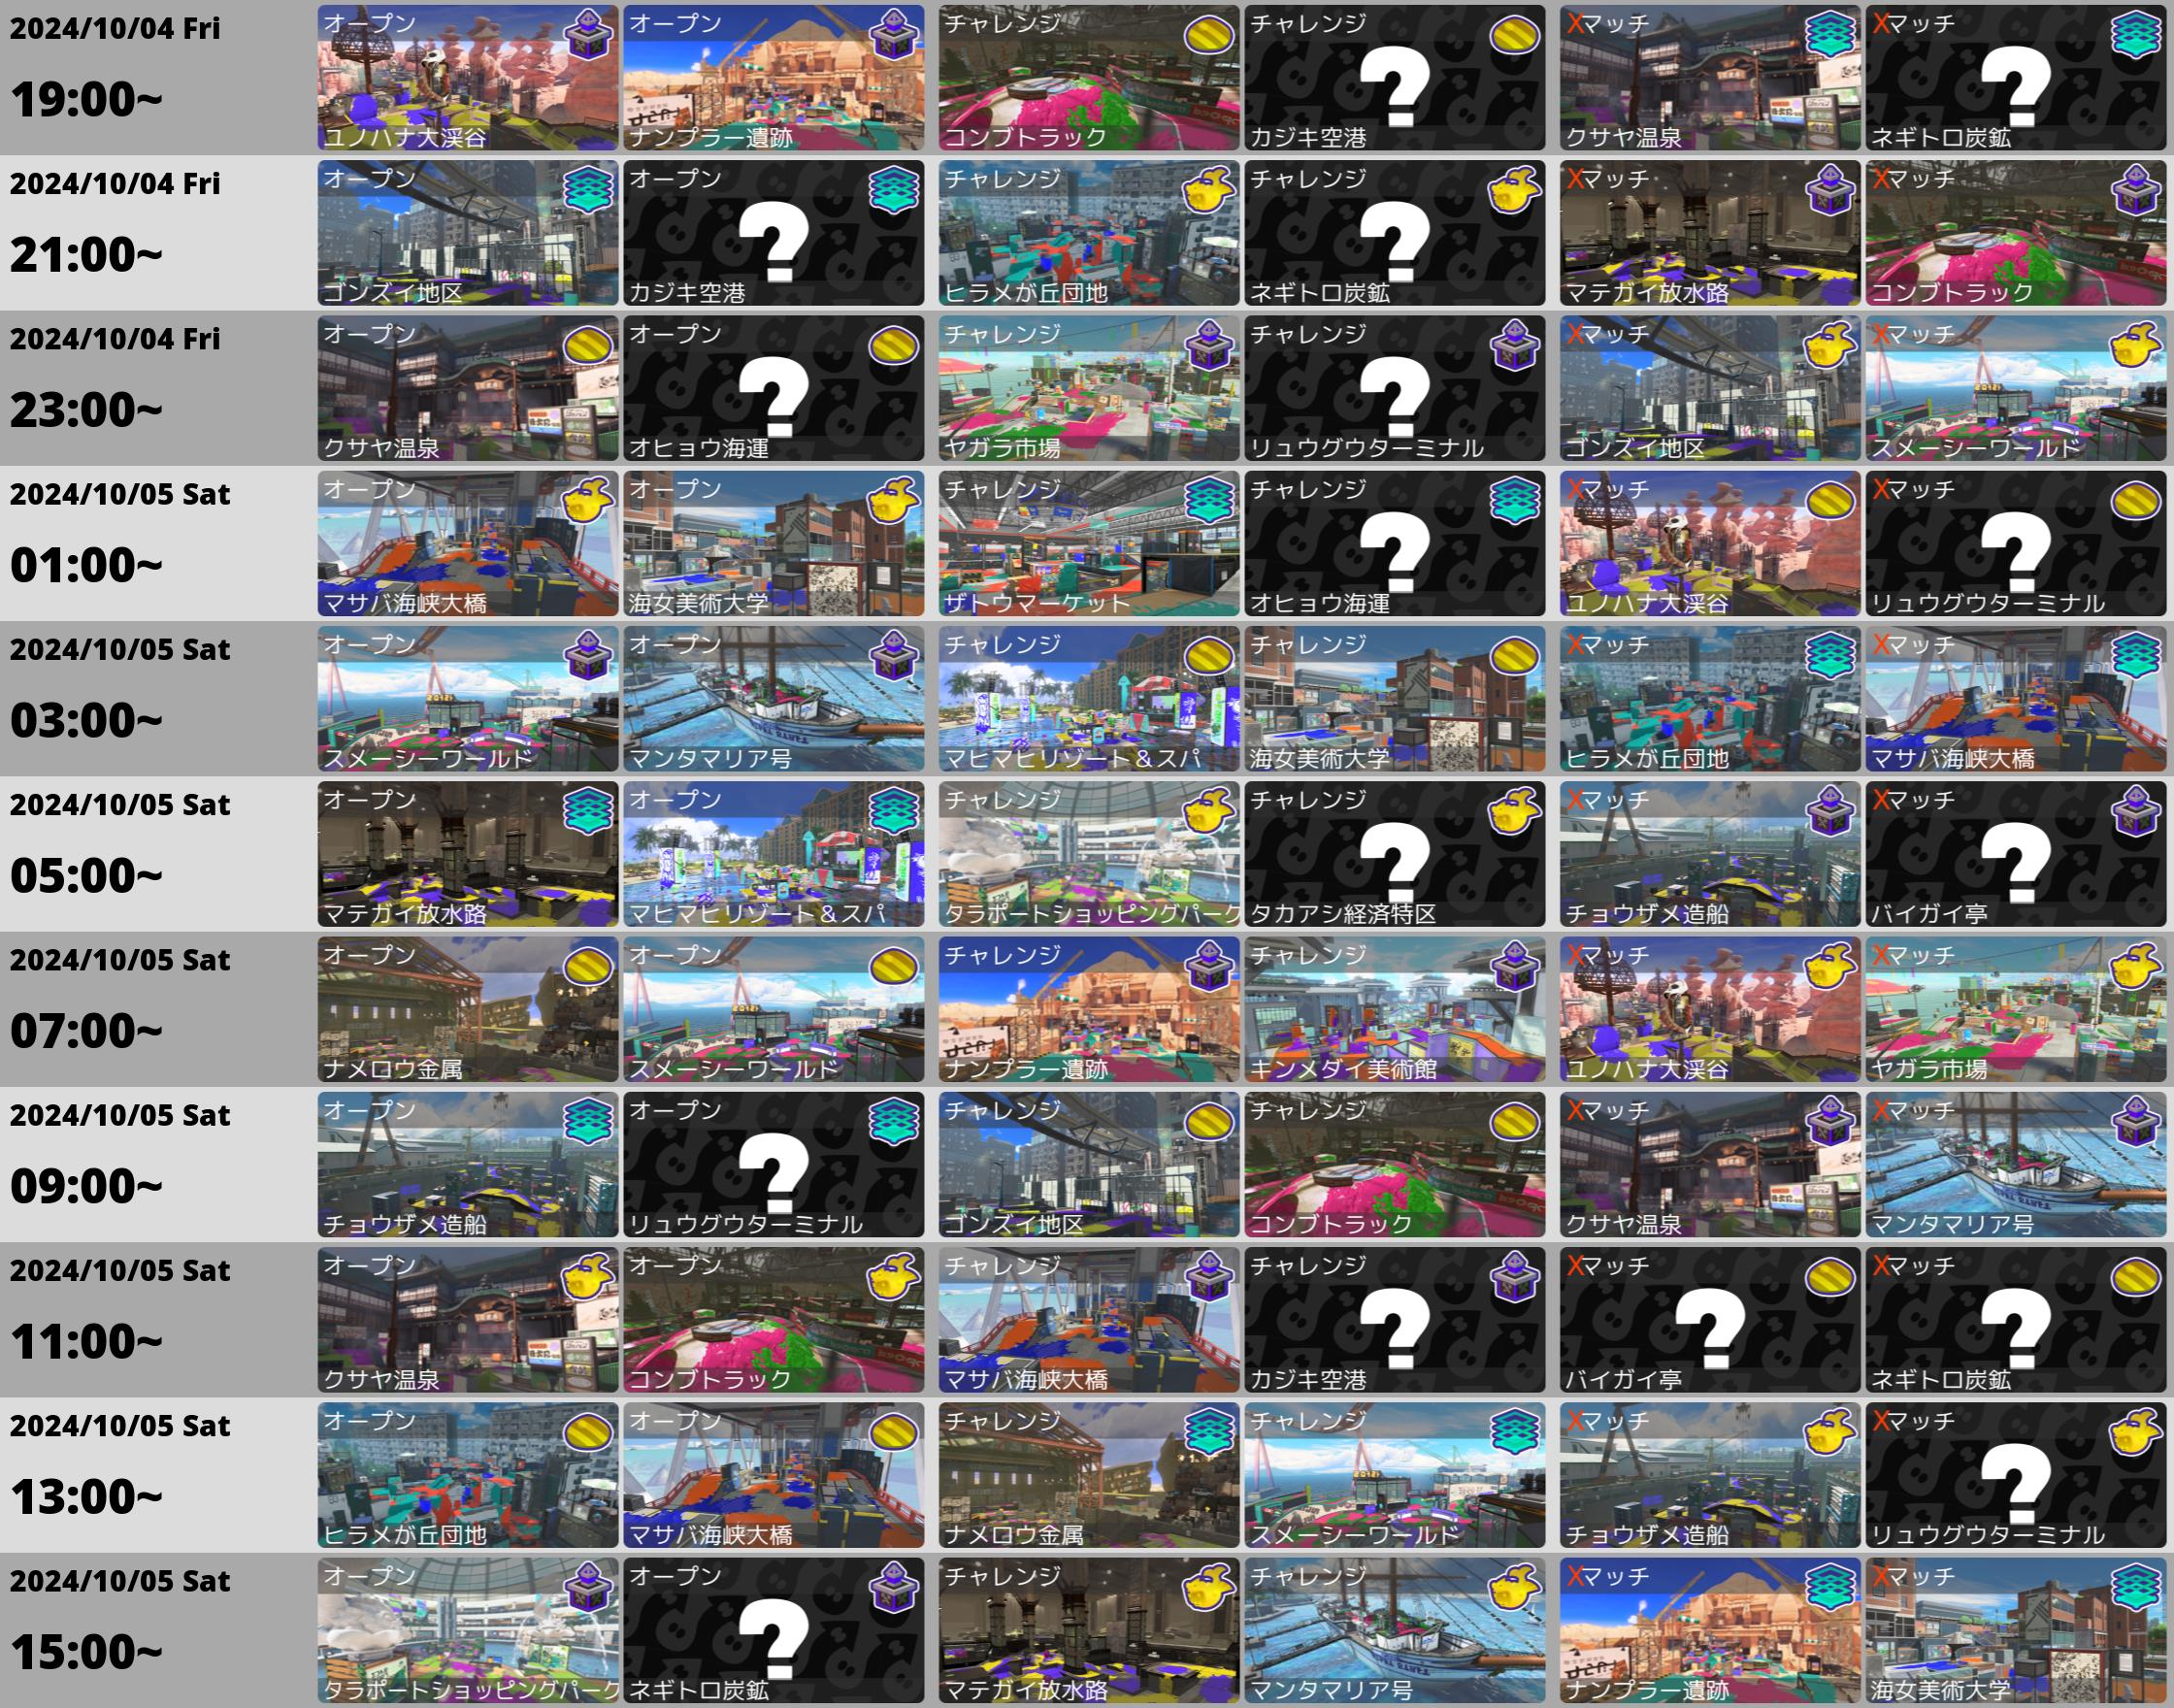 2024/10/04 Fri
19:00~
オープン
ユノハナ大渓谷
オープン
ナンプラー遺跡
チャレンジ
コンブトラック
チャレンジ
カジキ空港
Xマッチ
クサヤ温泉
Xマッチ
ネギトロ炭鉱
2024/10/04 Fri
21:00~
オープン
ゴンズイ地区
オープン
カジキ空港
チャレンジ
ヒラメが丘団地
チャレンジ
ネギトロ炭鉱
Xマッチ
マテガイ放水路
Xマッチ
コンブトラック
2024/10/04 Fri
23:00~
オープン
クサヤ温泉
オープン
オヒョウ海運
チャレンジ
ヤガラ市場
チャレンジ
リュウグウターミナル
Xマッチ
ゴンズイ地区
Xマッチ
スメーシーワールド
2024/10/05 Sat
01:00~
オープン
マサバ海峡大橋
オープン
海女美術大学
チャレンジ
ザトウマーケット
チャレンジ
オヒョウ海運
Xマッチ
ユノハナ大渓谷
Xマッチ
リュウグウターミナル
2024/10/05 Sat
03:00~
オープン
スメーシーワールド
オープン
マンタマリア号
チャレンジ
マヒマヒリゾート＆スパ
チャレンジ
海女美術大学
Xマッチ
ヒラメが丘団地
Xマッチ
マサバ海峡大橋
2024/10/05 Sat
05:00~
オープン
マテガイ放水路
オープン
マヒマヒリゾート＆スパ
チャレンジ
タラポートショッピングパーク
チャレンジ
タカアシ経済特区
Xマッチ
チョウザメ造船
Xマッチ
バイガイ亭
2024/10/05 Sat
07:00~
オープン
ナメロウ金属
オープン
スメーシーワールド
チャレンジ
ナンプラー遺跡
チャレンジ
キンメダイ美術館
Xマッチ
ユノハナ大渓谷
Xマッチ
ヤガラ市場
2024/10/05 Sat
09:00~
オープン
チョウザメ造船
オープン
リュウグウターミナル
チャレンジ
ゴンズイ地区
チャレンジ
コンブトラック
Xマッチ
クサヤ温泉
Xマッチ
マンタマリア号
2024/10/05 Sat
11:00~
オープン
クサヤ温泉
オープン
コンブトラック
チャレンジ
マサバ海峡大橋
チャレンジ
カジキ空港
Xマッチ
バイガイ亭
Xマッチ
ネギトロ炭鉱
2024/10/05 Sat
13:00~
オープン
ヒラメが丘団地
オープン
マサバ海峡大橋
チャレンジ
ナメロウ金属
チャレンジ
スメーシーワールド
Xマッチ
チョウザメ造船
Xマッチ
リュウグウターミナル
2024/10/05 Sat
15:00~
オープン
タラポートショッピングパーク
オープン
ネギトロ炭鉱
チャレンジ
マテガイ放水路
チャレンジ
マンタマリア号
Xマッチ
ナンプラー遺跡
Xマッチ
海女美術大学